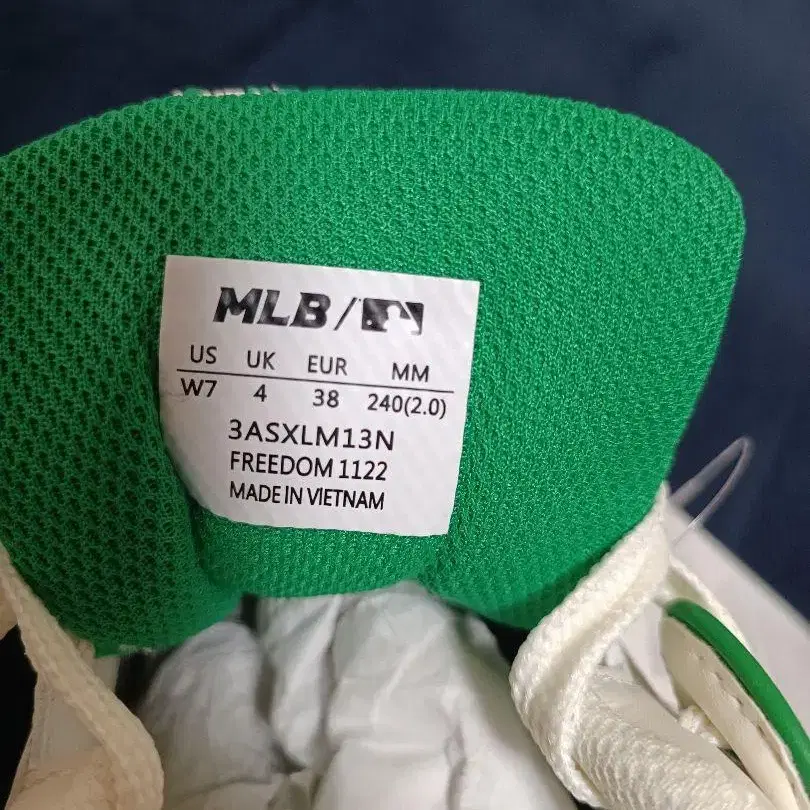 MLB/
US UK EUR MM
W7 4 38 240(2.0)
3ASXLM13N
FREEDOM 1122
MADE IN VIETNAM